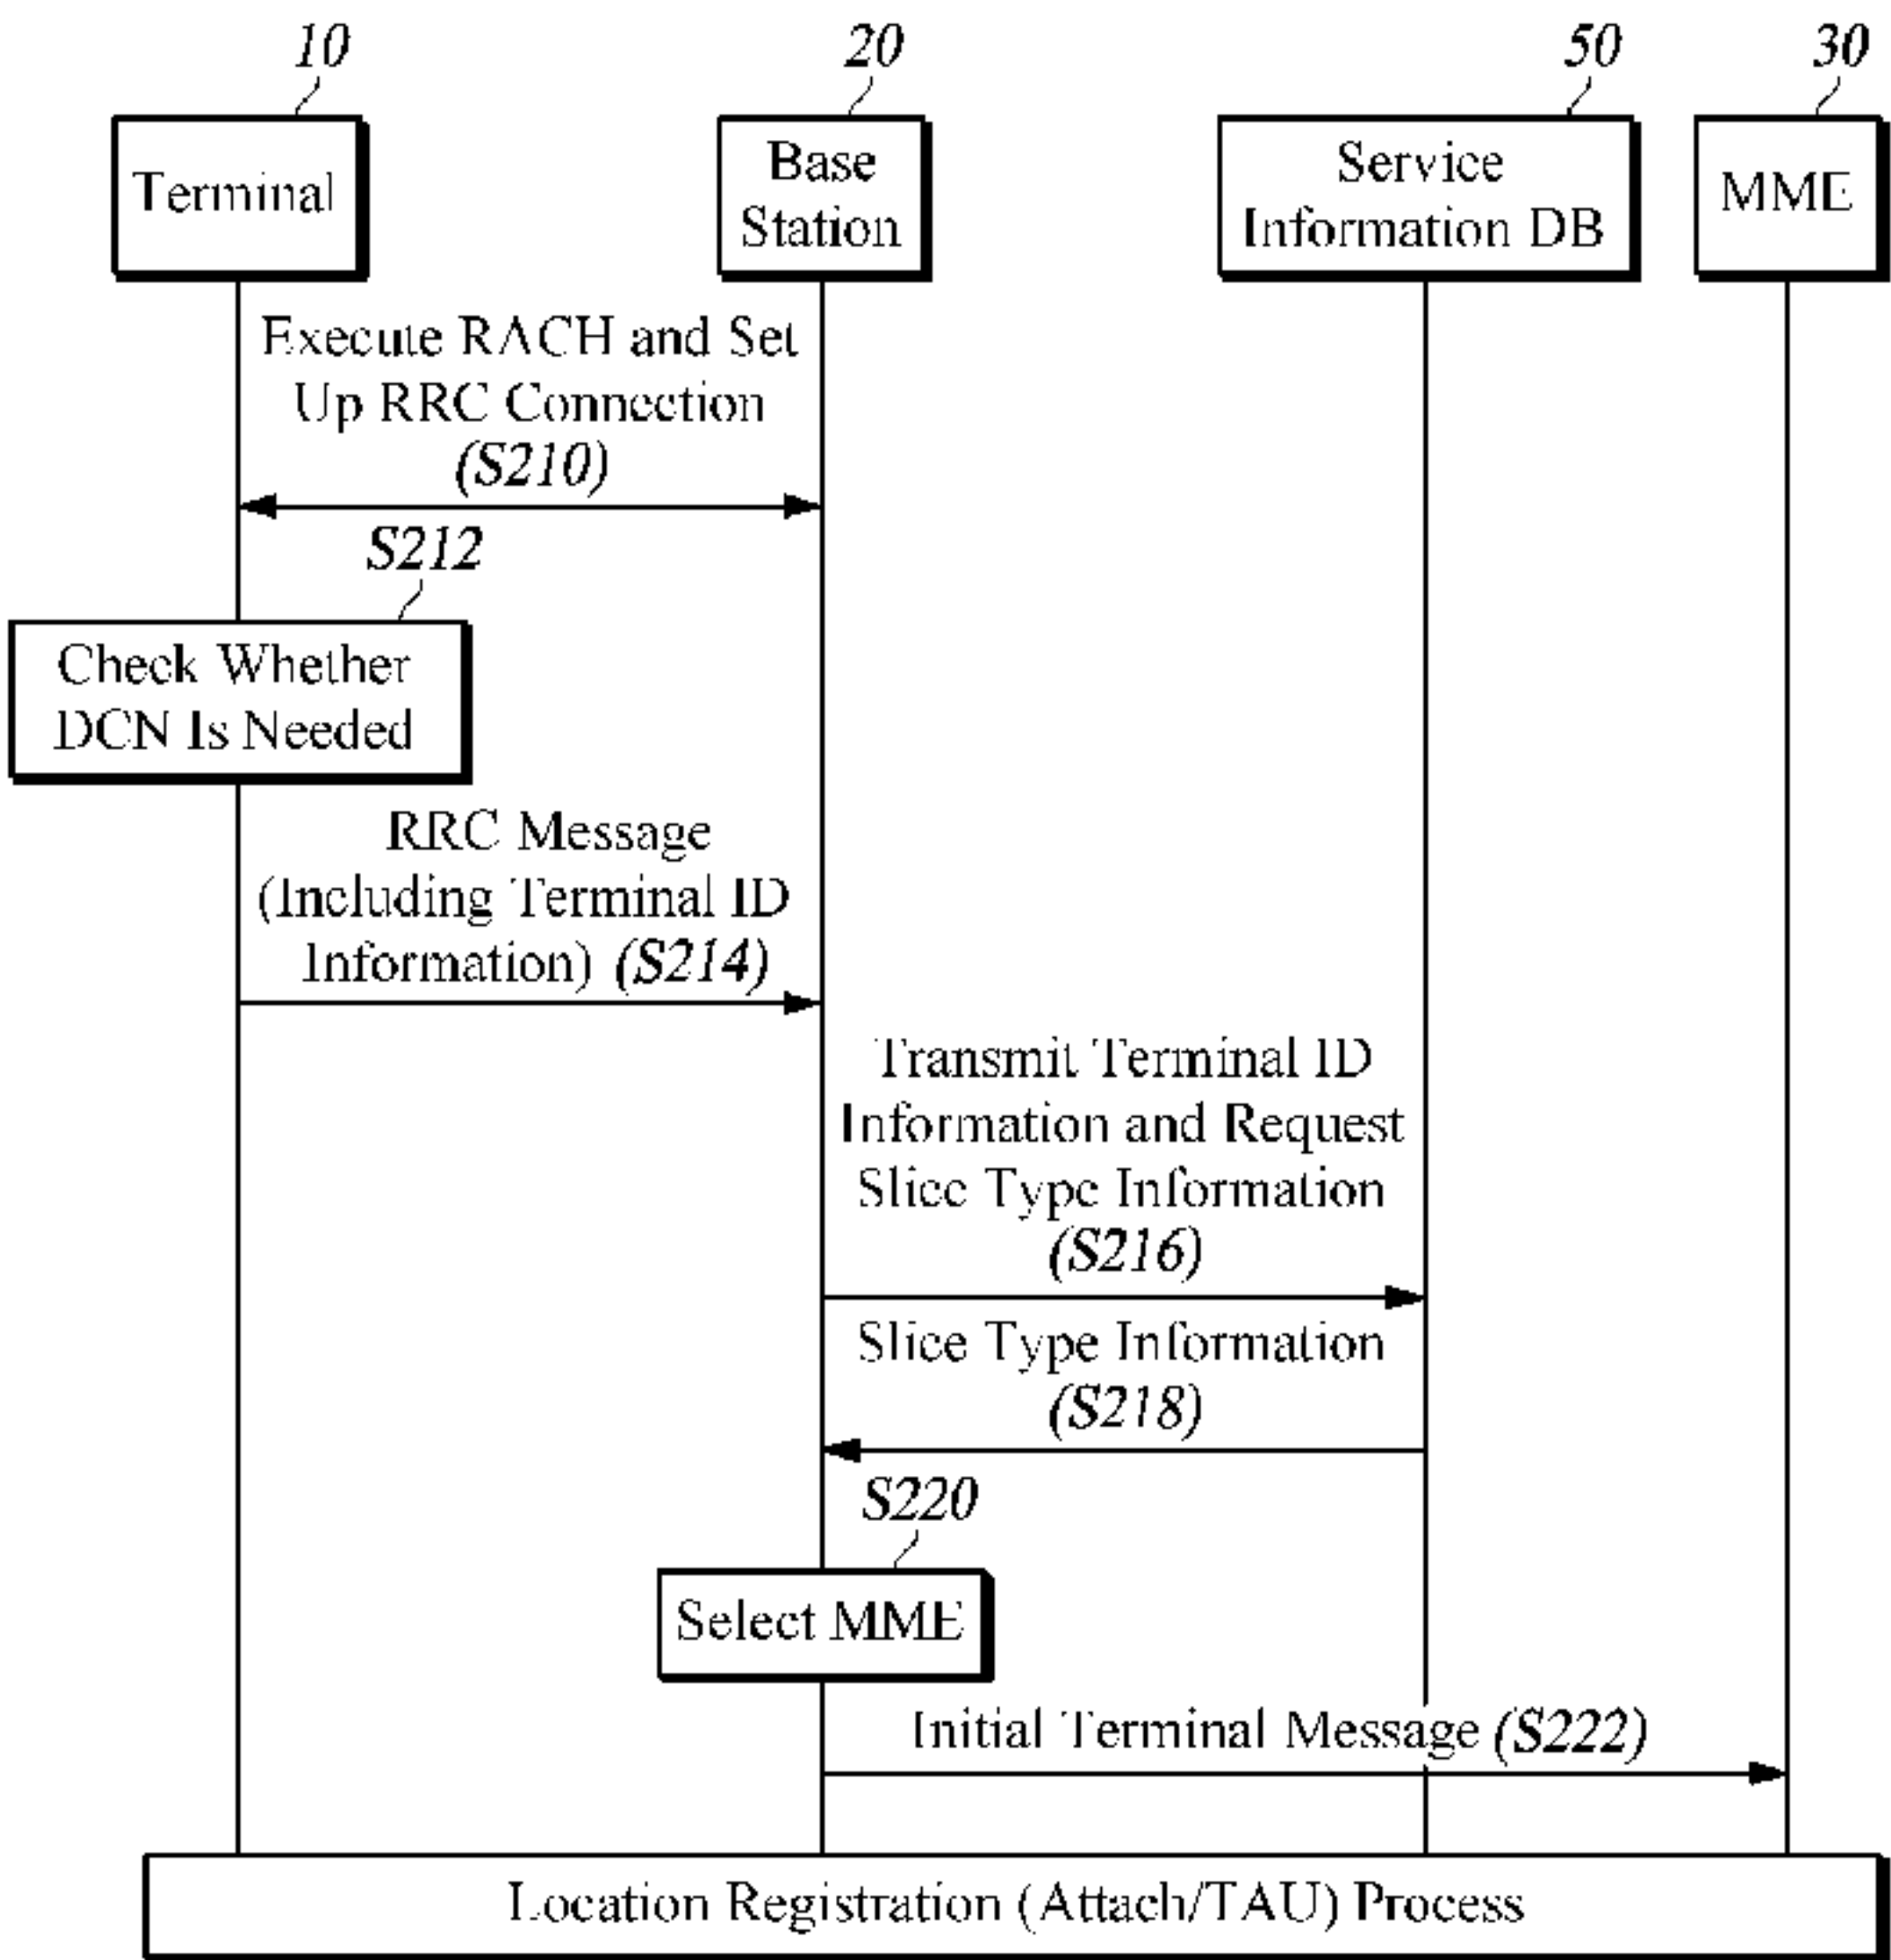 10
20
50
30
Terminal
Base
Station
Service
Information DB
MME
Execute RACH and Set
Up RRC Connection
(S210)
S212
Check Whether
DCN Is Needed
RRC Message
(Including Terminal ID
Information) (S214)
Transmit Terminal ID
Information and Request
Slice Type Information
(S216)
Slice Type Information
(S218)
S220
Select MME
Initial Terminal Message (S222)
Location Registration (Attach/TAU) Process